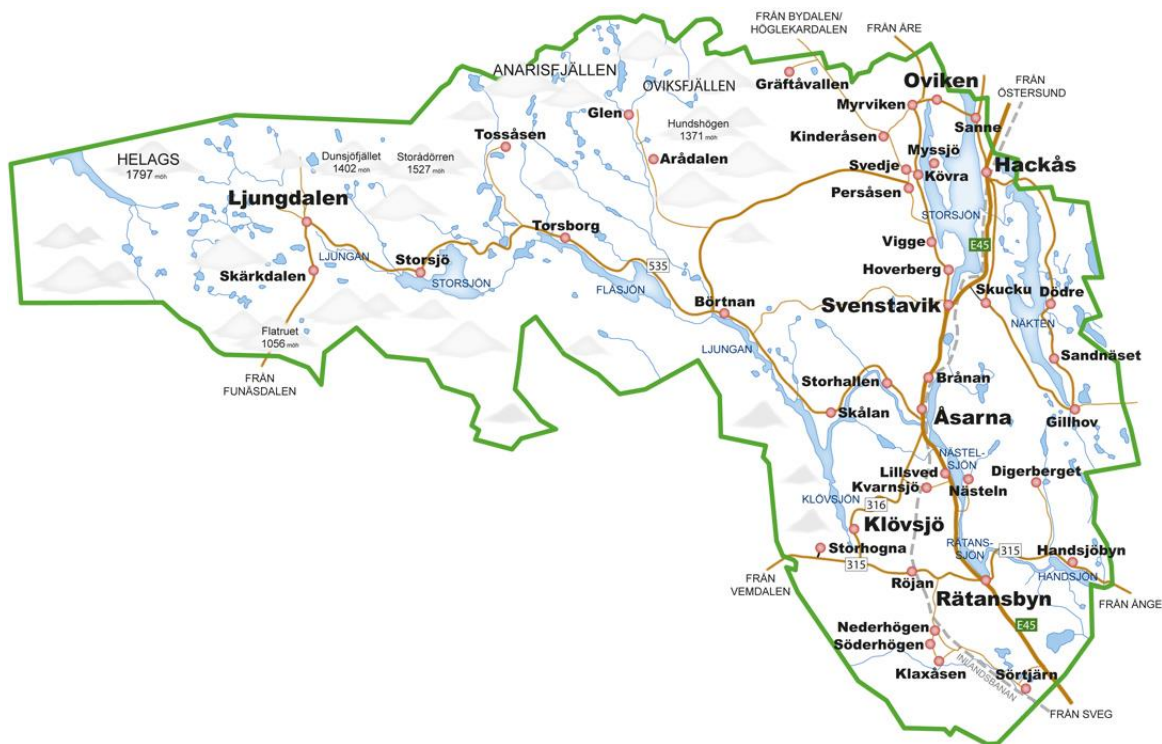 FRÅN BYDALEN/
HÖGLEKARDALEN
FRÅN ÅRE
ANARISFJÄLLEN
OVIKSFJÄLLEN
Gräftåvallen
Oviken
FRÅN
ÖSTERSUND
Glen
Myrviken
Sanne
Hundshögen
1371 möh
Kinderåsen
Tossåsen
Arådalen
Myssjö
HELAGS
1797 möh
Dunsjöfjället
1402 möh
Storådörren
1527 möh
Svedje
Kövra
Hackås
Persåsen
Ljungdalen
STORSJÖN
Torsborg
Vigge
E45
LJUNGAN
Storsjö
Skärkdalen
STORSJÖN
535
FLÅSJÖN
Hoverberg
Skucku
Dödre
Börtnan
Svenstavik
NÄKTEN
Flatruet
1056 möh
LJUNGAN
Sandnäset
FRÅN
FUNÄSDALEN
Storhallen
Brånan
Skålan
Åsarna
Gillhov
NÄSTEL-
SJÖN
Lillsved
Digerberget
Kvarnsjö
Nästeln
KLÖVSJÖN
316
Klövsjö
RÄTANS-
SJÖN
Storhogna
315
315
Handsjöbyn
FRÅN
VEMDALEN
Röjan
HANDSJÖN
Rätansbyn
FRÅN ÅNGE
Nederhögen
E45
Söderhögen
Klaxåsen
INLANDSBANAN
Sörtjärn
FRÅN SVEG